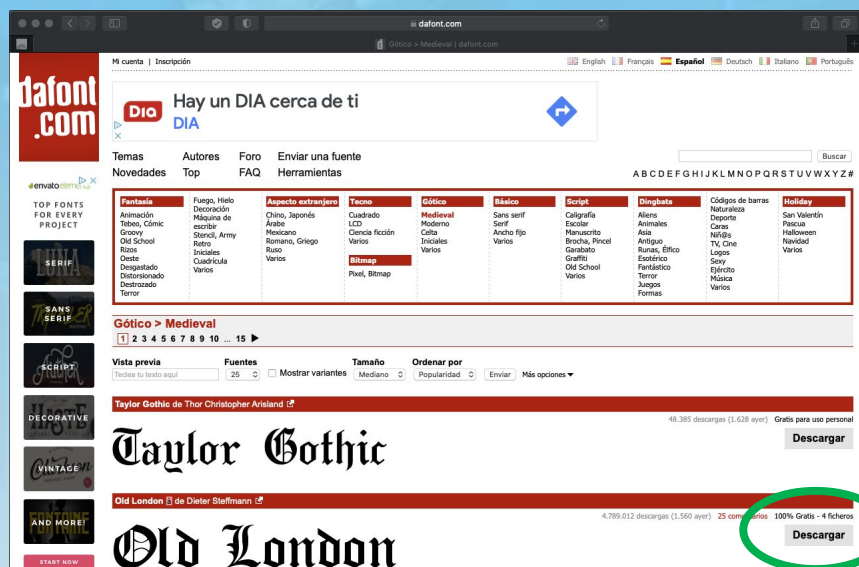 dafont.com
Gótico > Medieval | dafont.com
dafont
.com
Mi cuenta | Inscripción
English Français Español Deutsch Italiano Português
Dia
Hay un DIA cerca de ti
DIA
Temas Autores Foro Enviar una fuente
Novedades Top FAQ Herramientas
Buscar
A B C D E F G H I J K L M N O P Q R S T U V W X Y Z #
envato elements
TOP FONTS
FOR EVERY
PROJECT
LUNA
SERIF
SANS
SERIF
SCRIPT
HASTE
DECORATIVE
VINTAGE
FONTAINE
AND MORE!
START NOW
Fantasía
Animación
Tebeo, Cómic
Groovy
Old School
Rizos
Oeste
Desgastado
Distorsionado
Destrozado
Terror
Fuego, Hielo
Decoración
Máquina de
escribir
Stencil, Army
Retro
Iniciales
Cuadrícula
Varios
Aspecto extranjero
Chino, Japonés
Árabe
Mexicano
Romano, Griego
Ruso
Varios
Tecno
Cuadrado
LCD
Ciencia ficción
Varios
Bitmap
Pixel, Bitmap
Gótico
Medieval
Moderno
Celta
Iniciales
Varios
Básico
Sans serif
Serif
Ancho fijo
Varios
Script
Caligrafía
Escolar
Manuscrito
Brocha, Pincel
Garabato
Graffiti
Old School
Varios
Dingbats
Aliens
Animales
Asia
Antiguo
Runas, Élfico
Esotérico
Fantástico
Terror
Juegos
Formas
Códigos de barras
Naturaleza
Deporte
Caras
Niñ@s
TV, Cine
Logos
Sexy
Ejército
Música
Varios
Holiday
San Valentín
Pascua
Halloween
Navidad
Varios
Gótico > Medieval
1 2 3 4 5 6 7 8 9 10 ... 15
Vista previa Fuentes Tamaño Ordenar por
Teclea tu texto aquí 25 Mostrar variantes Mediano Popularidad Enviar Más opciones
Taylor Gothic de Thor Christopher Arisland
48.385 descargas (1.628 ayer) Gratis para uso personal
Descargar
Taylor Gothic
Old London de Dieter Steffmann
4.789.012 descargas (1.560 ayer) 25 comentarios 100% Gratis - 4 ficheros
Descargar
Old London